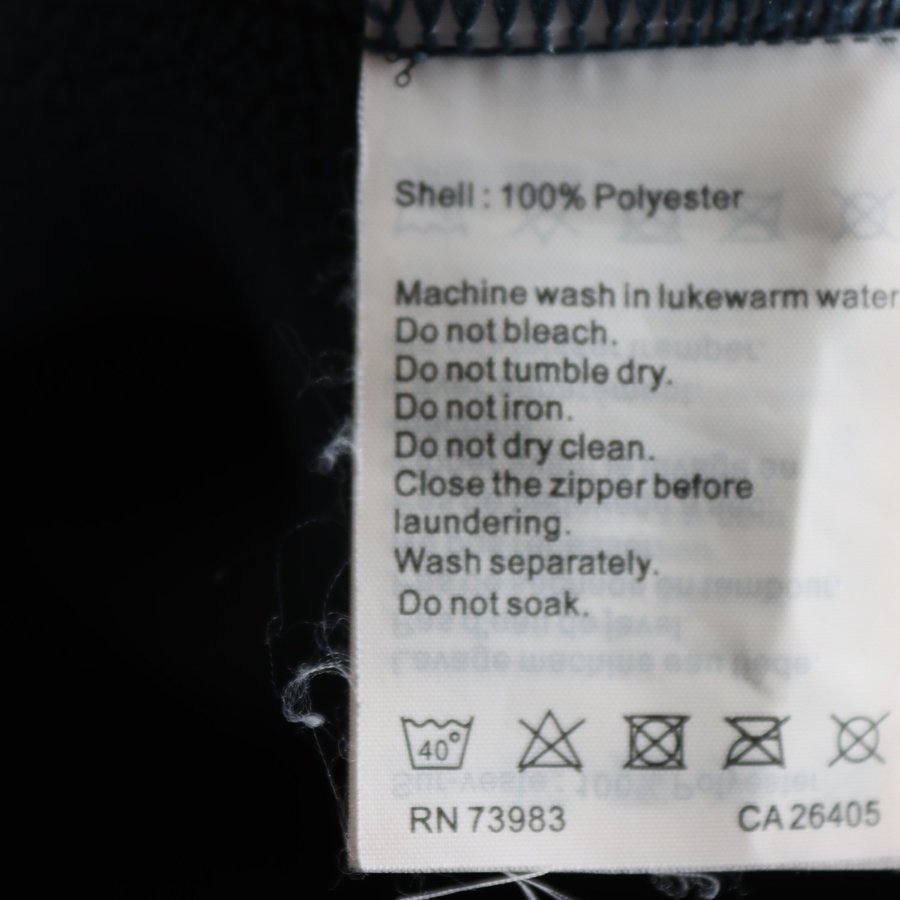 Shell : 100% Polyester
Machine wash in lukewarm water
Do not bleach.
Do not tumble dry.
Do not iron.
Do not dry clean.
Close the zipper before
laundering.
Wash separately.
Do not soak.
40°
RN 73983 CA 26405